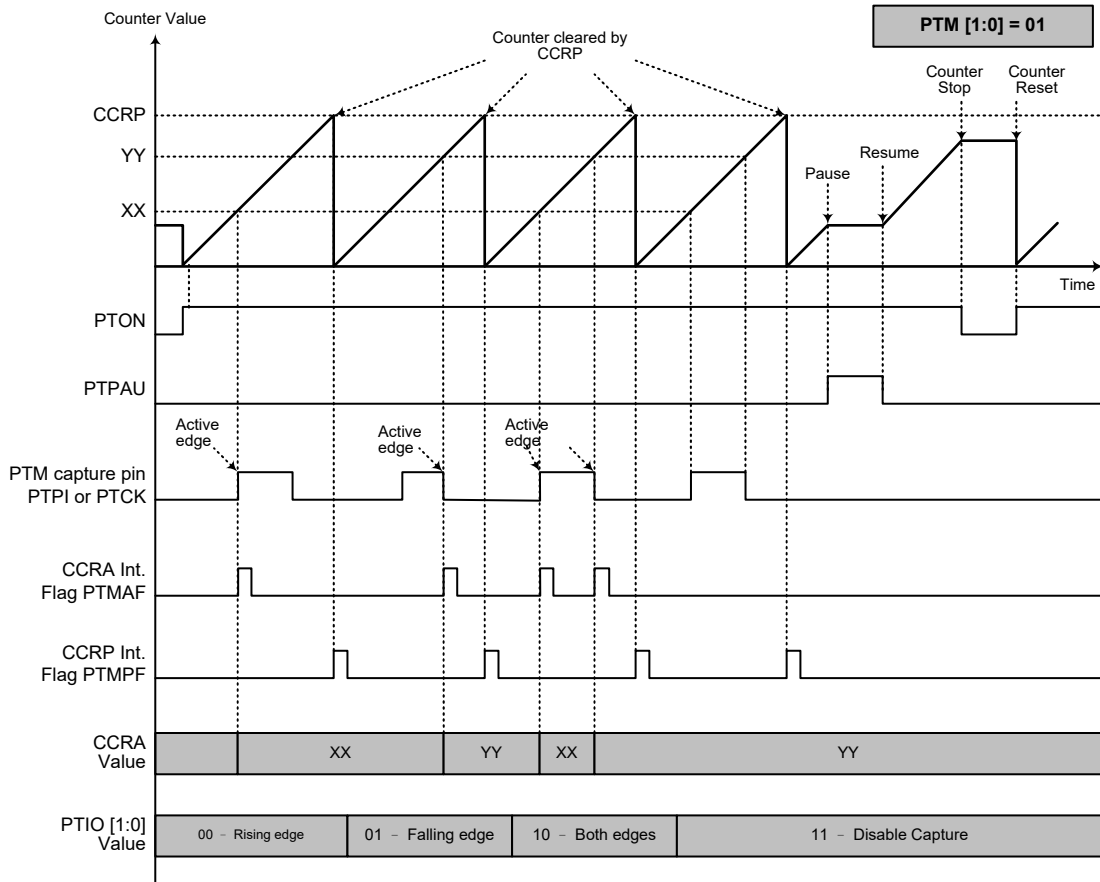 Counter Value
PTM [1:0] = 01
Counter cleared by
CCRP
Counter
Stop
Counter
Reset
CCRP
YY
XX
Pause
Resume
Time
PTON
PTPAU
Active
edge
Active
edge
Active
edge
PTM capture pin
PTPI or PTCK
CCRA Int.
Flag PTMAF
CCRP Int.
Flag PTMPF
CCRA
Value
XX
YY
XX
YY
PTIO [1:0]
Value
00 – Rising edge
01 – Falling edge
10 – Both edges
11 – Disable Capture